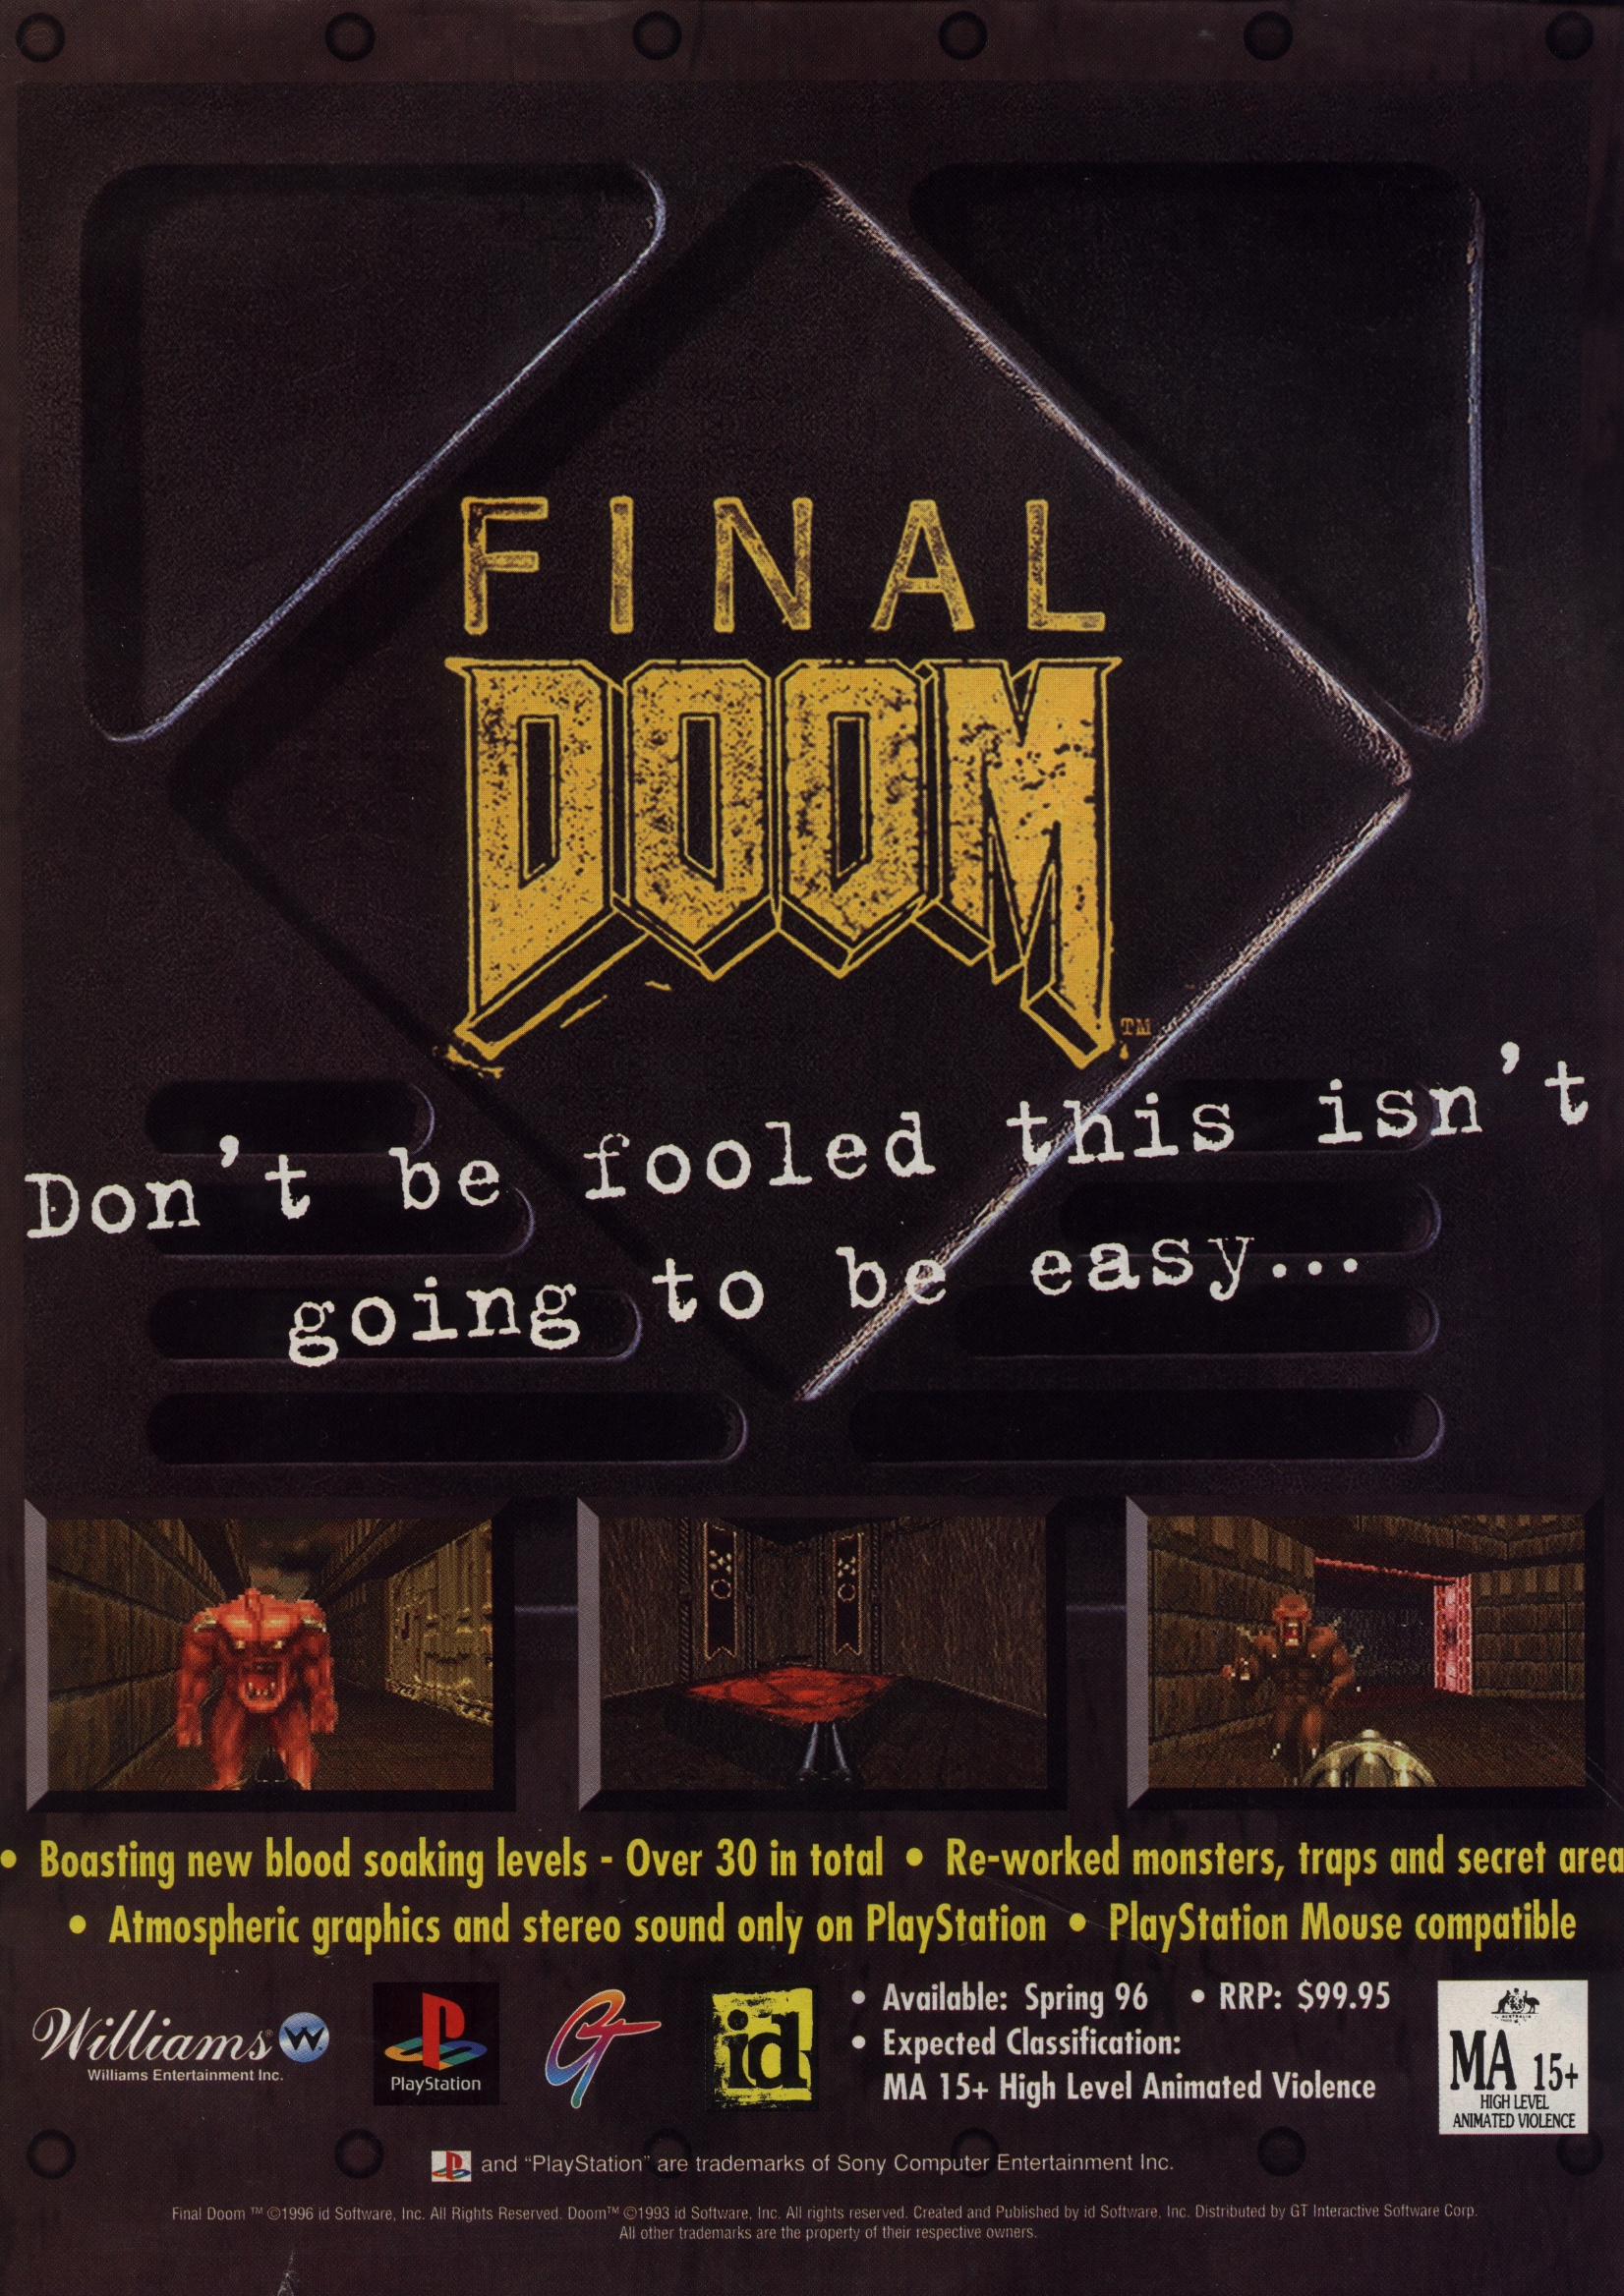 FINAL
DOOM
TM
Don't be fooled this isn't
going to be easy...
• Boasting new blood soaking levels - Over 30 in total • Re-worked monsters, traps and secret area
• Atmospheric graphics and stereo sound only on PlayStation • PlayStation Mouse compatible
Williams W
Williams Entertainment Inc.
PlayStation
GT
id
• Available: Spring 96 • RRP: $99.95
• Expected Classification:
MA 15+ High Level Animated Violence
AUSTRALIA
MA 15+
HIGH LEVEL
ANIMATED VIOLENCE
and "PlayStation" are trademarks of Sony Computer Entertainment Inc.
Final Doom ™ ©1996 id Software, Inc. All Rights Reserved. Doom™ ©1993 id Software, Inc. All rights reserved. Created and Published by id Software, Inc. Distributed by GT Interactive Software Corp.
All other trademarks are the property of their respective owners.